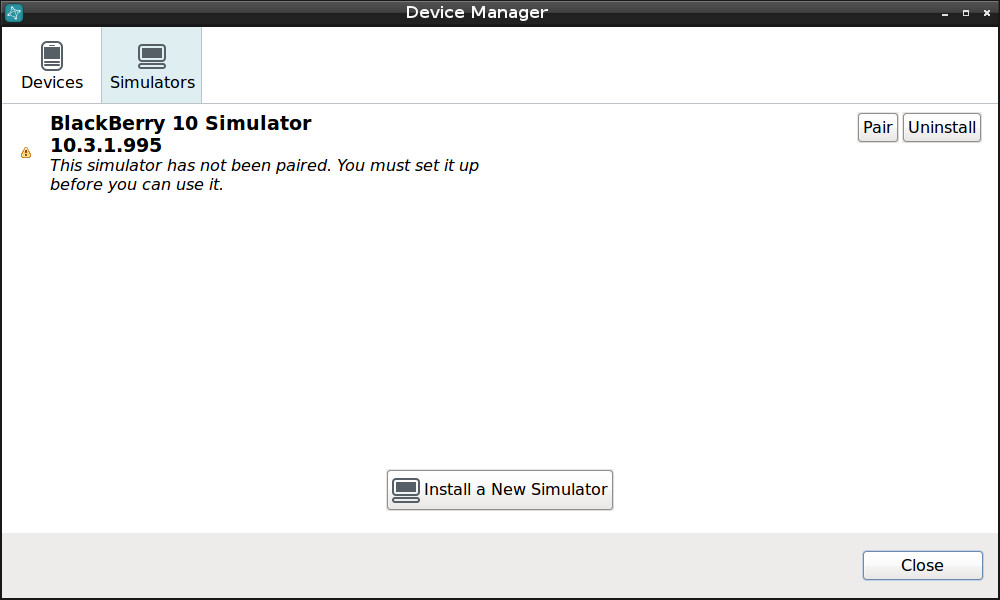 Device Manager
Devices
Simulators
BlackBerry 10 Simulator
10.3.1.995
This simulator has not been paired. You must set it up
before you can use it.
Pair
Uninstall
Install a New Simulator
Close